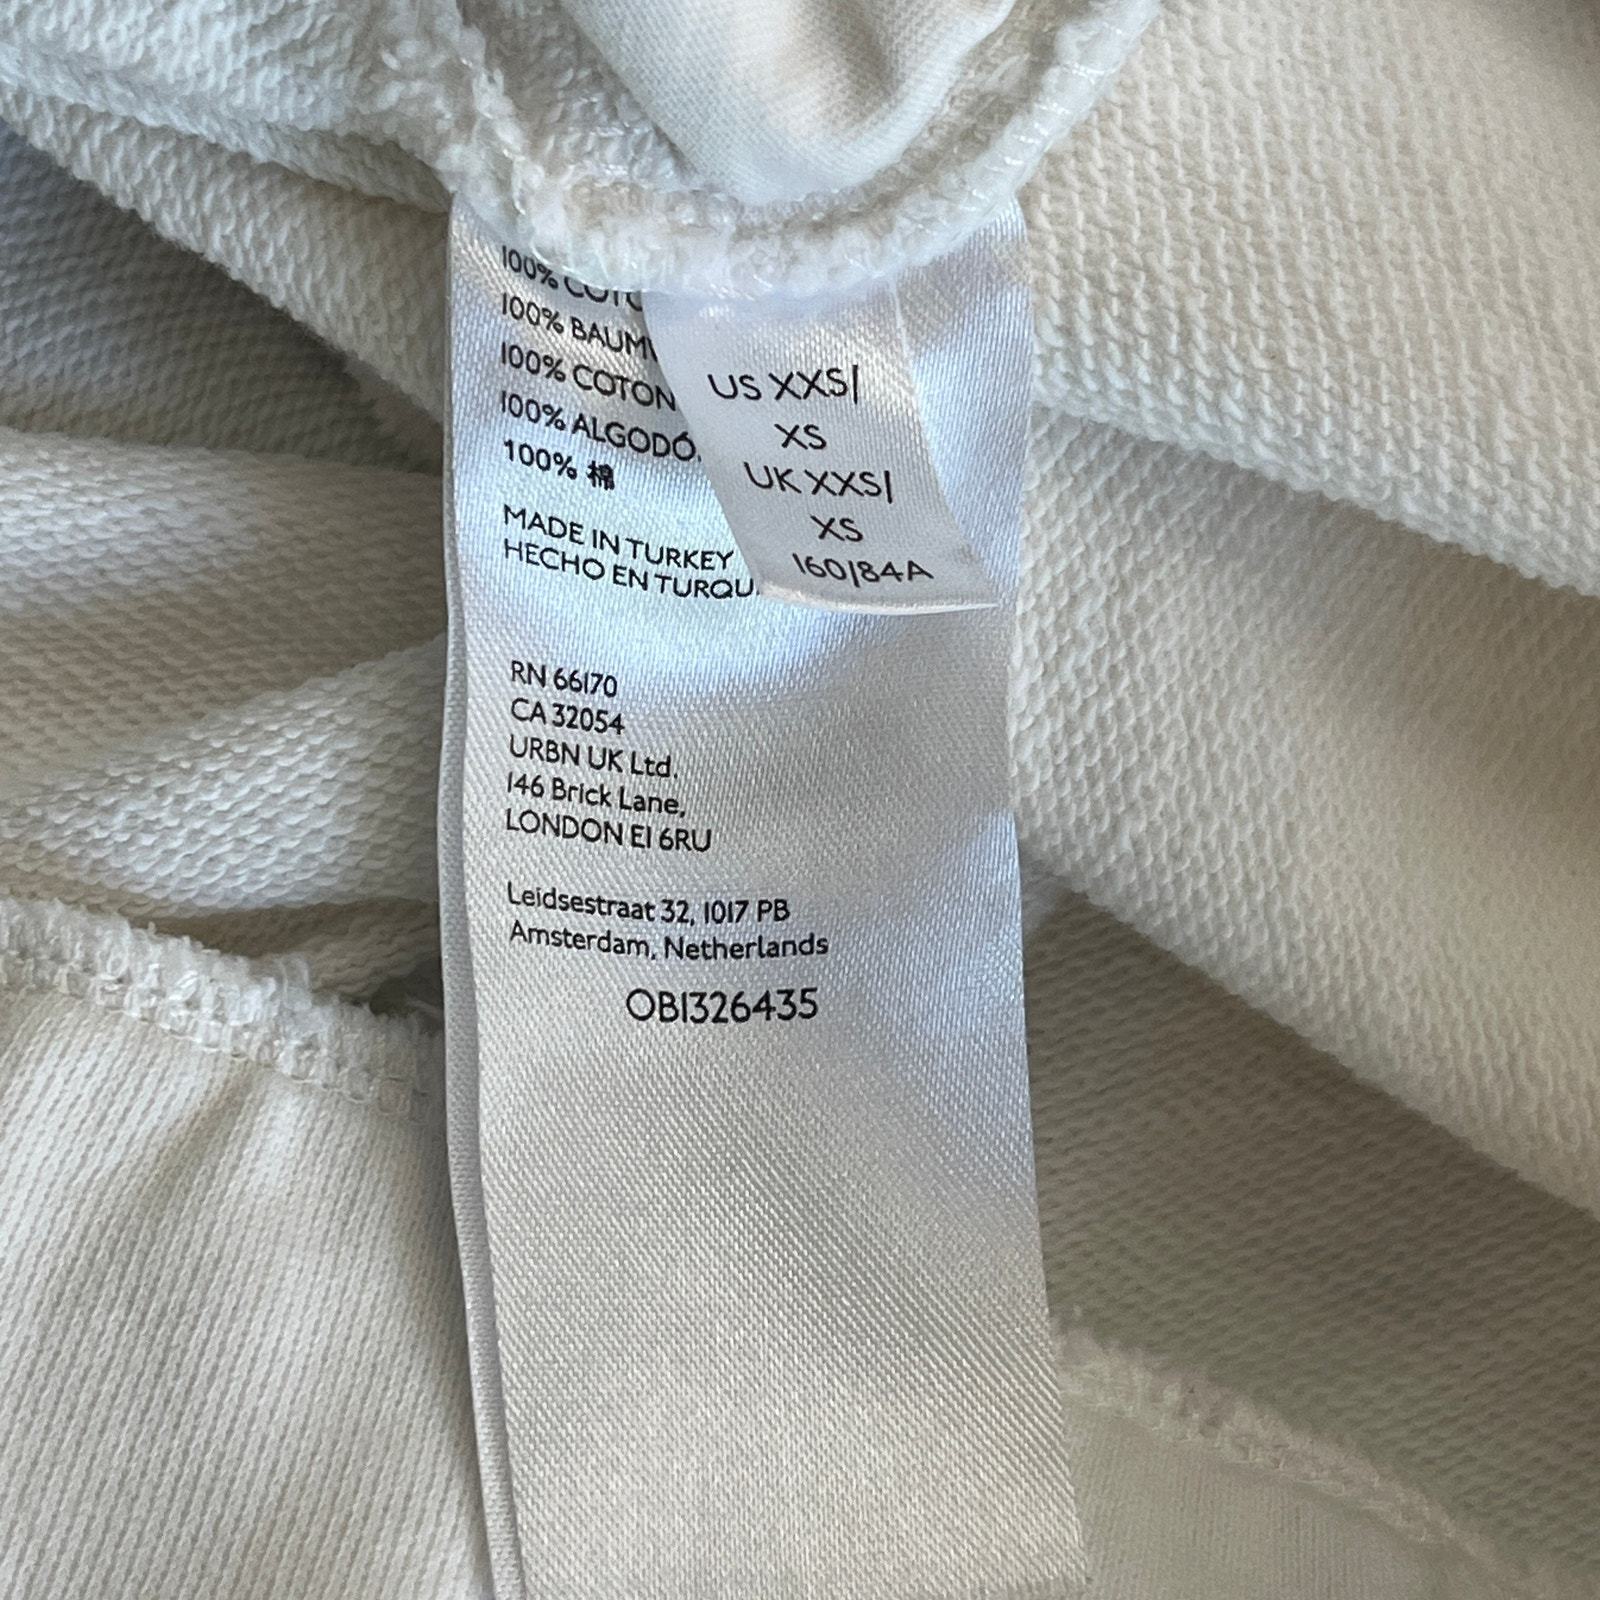 100% COTO
100% BAUMW
100% COTON
100% ALGODÓ
100% 棉
MADE IN TURKEY
HECHO EN TURQU
US XXS/
XS
UK XXS/
XS
160/84A
RN 66170
CA 32054
URBN UK Ltd.
146 Brick Lane,
LONDON E1 6RU
Leidsestraat 32, 1017 PB
Amsterdam, Netherlands
OB1326435